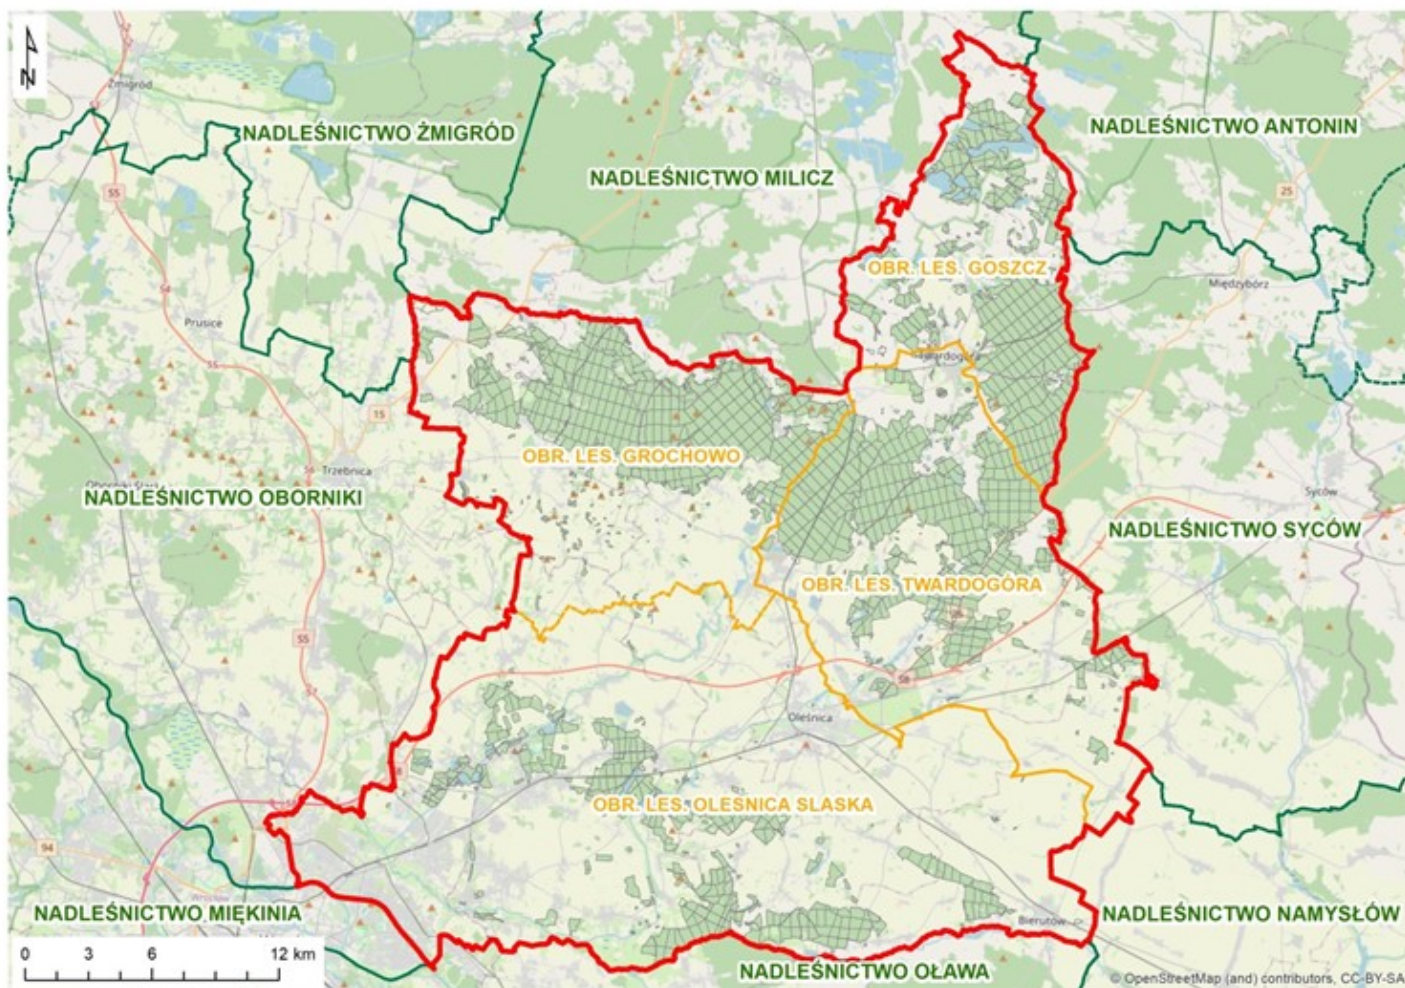 N
Żmigród
NADLEŚNICTWO ŻMIGRÓD
NADLEŚNICTWO ANTONIN
NADLEŚNICTWO MILICZ
S5
25
OBR. LES. GOSZCZ
Międzybórz
Prusice
Twardogóra
15
OBR. LES. GROCHOWO
Trzebnica
NADLEŚNICTWO OBORNIKI
Syców
NADLEŚNICTWO SYCÓW
OBR. LES. TWARDOGÓRA
S5
S8
Oleśnica
OBR. LES. OLESNICA SLASKA
94
Wrocław
NADLEŚNICTWO MIĘKINIA
Bierutów
NADLEŚNICTWO NAMYSŁÓW
0 3 6 12 km
NADLEŚNICTWO OŁAWA
© OpenStreetMap (and) contributors, CC-BY-SA